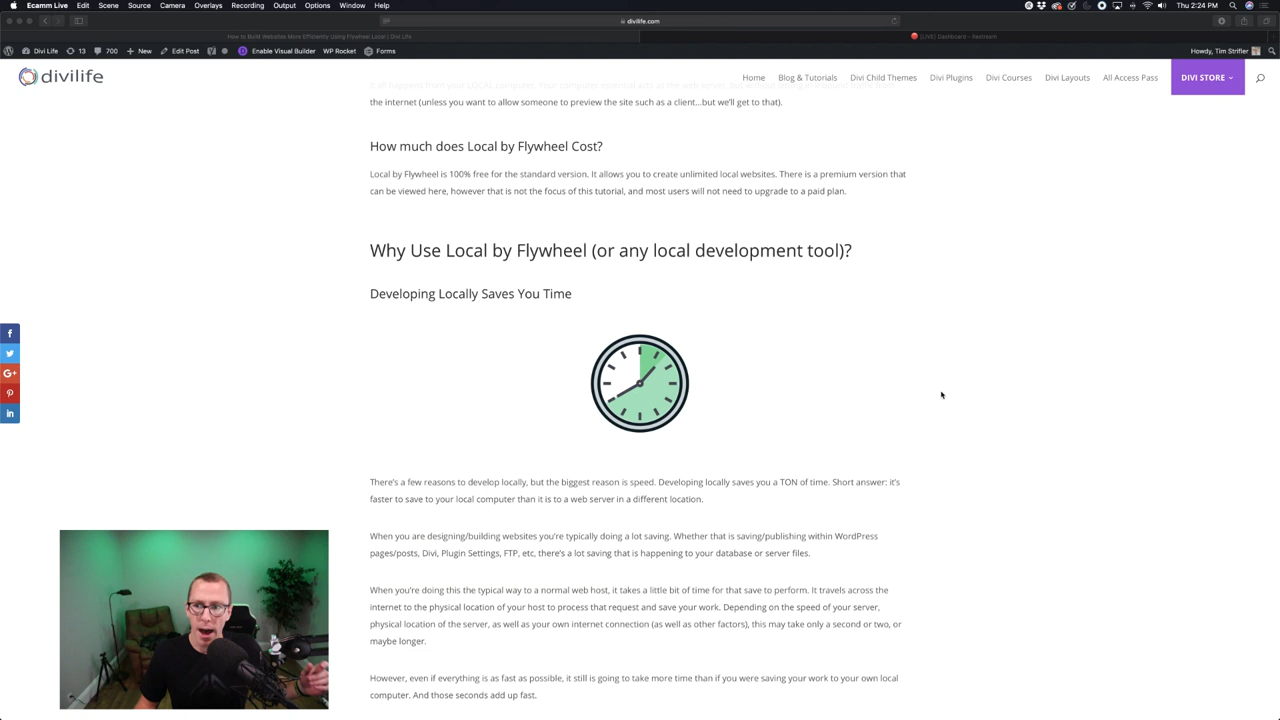 Ecamm Live Edit Scene Source Camera Overlays Recording Output Options Window Help
Thu 2:24 PM
divilife.com
How to Build Websites More Efficiently Using Flywheel Local | Divi Life
(LIVE) Dashboard - Restream
Divi Life 13 700 New Edit Post Enable Visual Builder WP Rocket Forms
Howdy, Tim Strifler
divilife
Home Blog & Tutorials Divi Child Themes Divi Plugins Divi Courses Divi Layouts All Access Pass DIVI STORE
the internet (unless you want to allow someone to preview the site such as a client...but we'll get to that).
How much does Local by Flywheel Cost?
Local by Flywheel is 100% free for the standard version. It allows you to create unlimited local websites. There is a premium version that
can be viewed here, however that is not the focus of this tutorial, and most users will not need to upgrade to a paid plan.
Why Use Local by Flywheel (or any local development tool)?
Developing Locally Saves You Time
There's a few reasons to develop locally, but the biggest reason is speed. Developing locally saves you a TON of time. Short answer: it's
faster to save to your local computer than it is to a web server in a different location.
When you are designing/building websites you're typically doing a lot saving. Whether that is saving/publishing within WordPress
pages/posts, Divi, Plugin Settings, FTP, etc, there's a lot saving that is happening to your database or server files.
When you're doing this the typical way to a normal web host, it takes a little bit of time for that save to perform. It travels across the
internet to the physical location of your host to process that request and save your work. Depending on the speed of your server,
physical location of the server, as well as your own internet connection (as well as other factors), this may take only a second or two, or
maybe longer.
However, even if everything is as fast as possible, it still is going to take more time than if you were saving your work to your own local
computer. And those seconds add up fast.